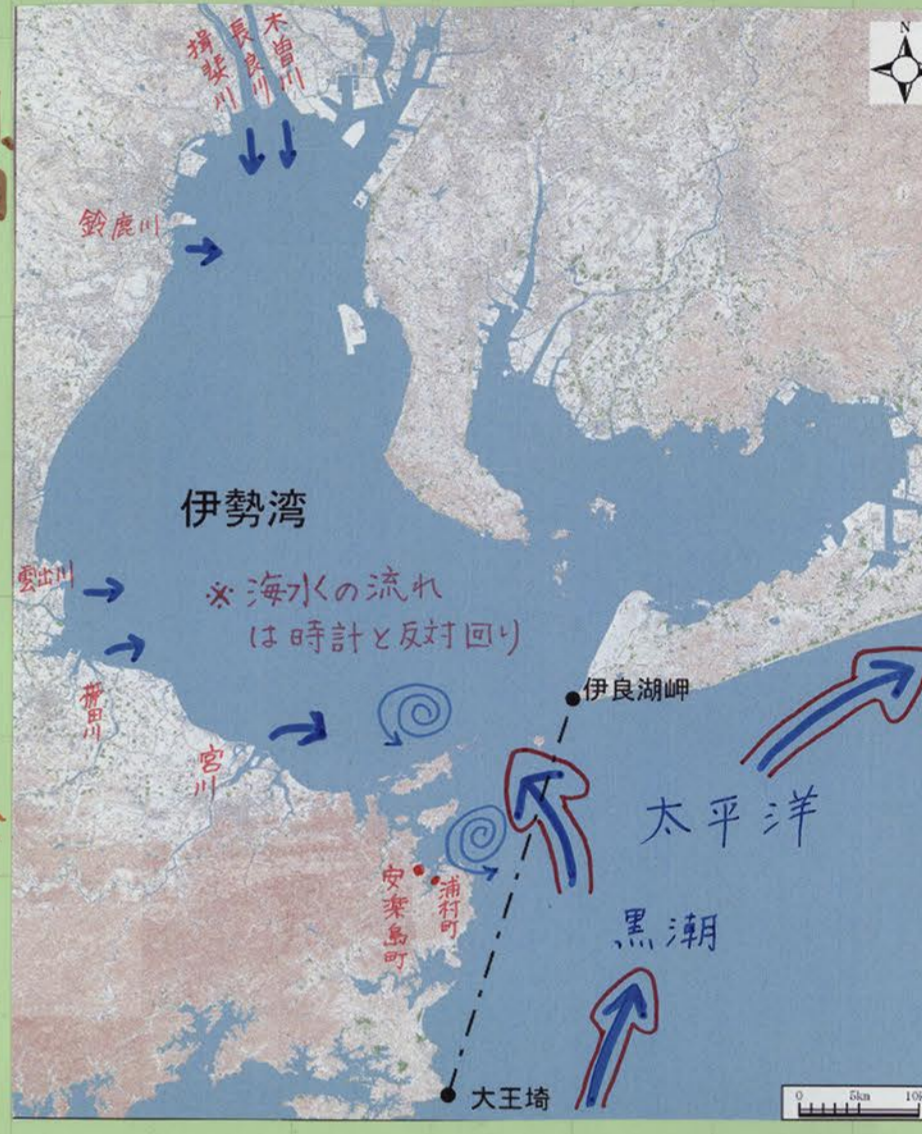 N
揖斐川
長良川
木曽川
鈴鹿川
伊勢湾
雲出川
※海水の流れ
は時計と反対回り
伊良湖岬
櫛田川
宮川
太平洋
安楽島町
浦村町
黒潮
大王埼
0 5km